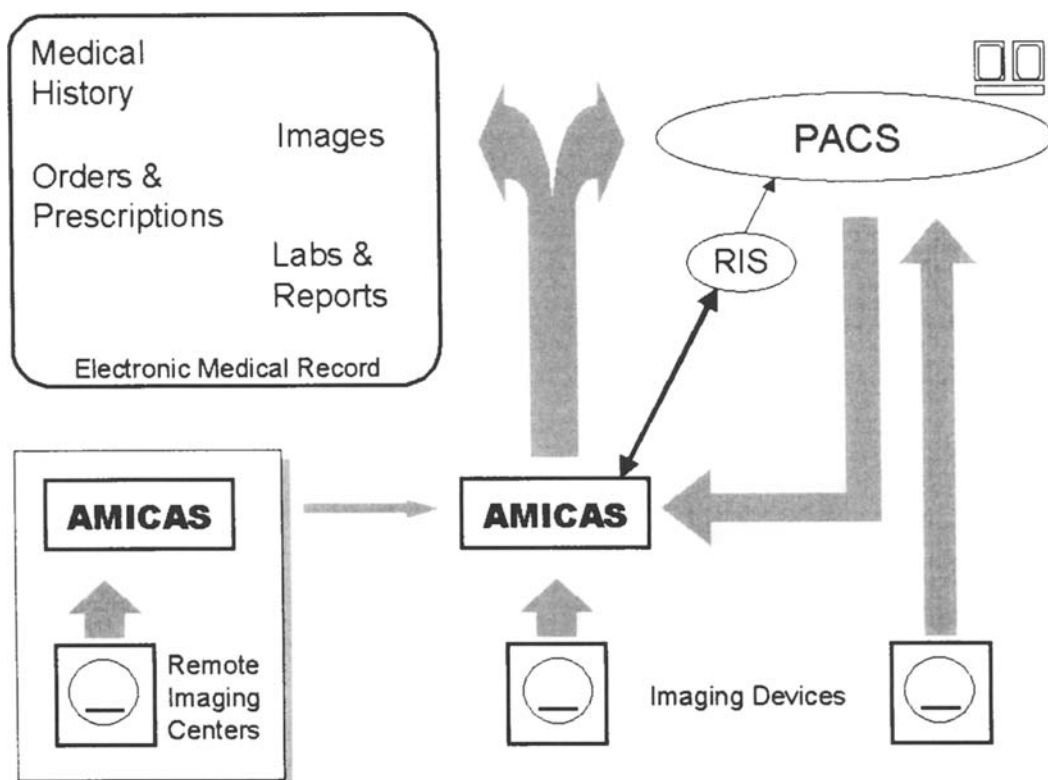 Medical
History
Images
Orders &
Prescriptions
Labs &
Reports
Electronic Medical Record
PACS
RIS
AMICAS
AMICAS
Remote
Imaging
Centers
Imaging Devices